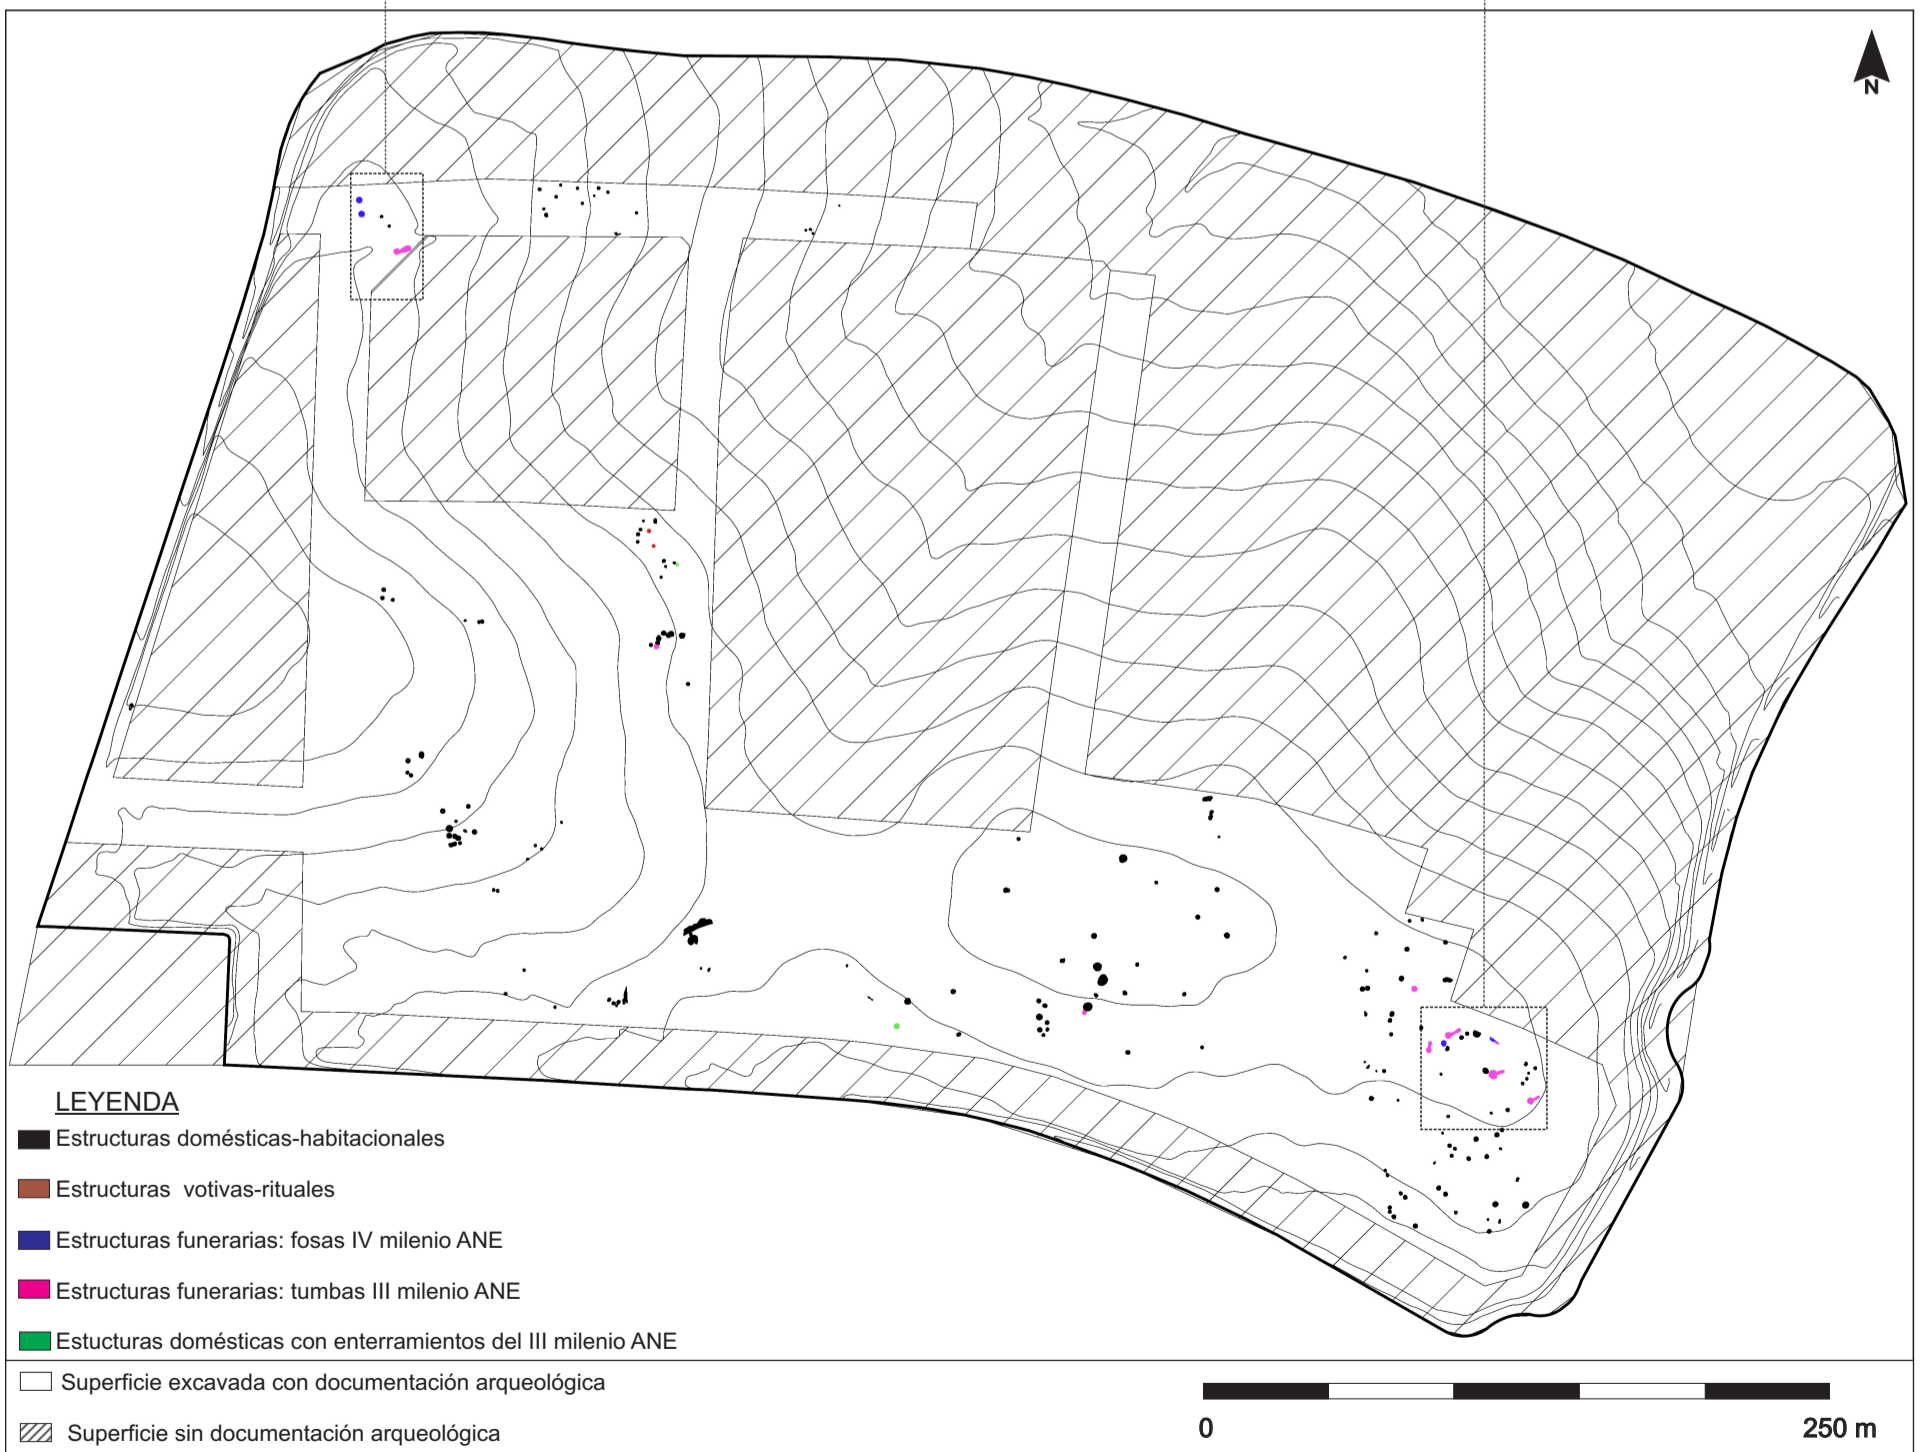 N
LEYENDA
Estructuras domésticas-habitacionales
Estructuras votivas-rituales
Estructuras funerarias: fosas IV milenio ANE
Estructuras funerarias: tumbas III milenio ANE
Estucturas domésticas con enterramientos del III milenio ANE
Superficie excavada con documentación arqueológica
Superficie sin documentación arqueológica
0 250 m